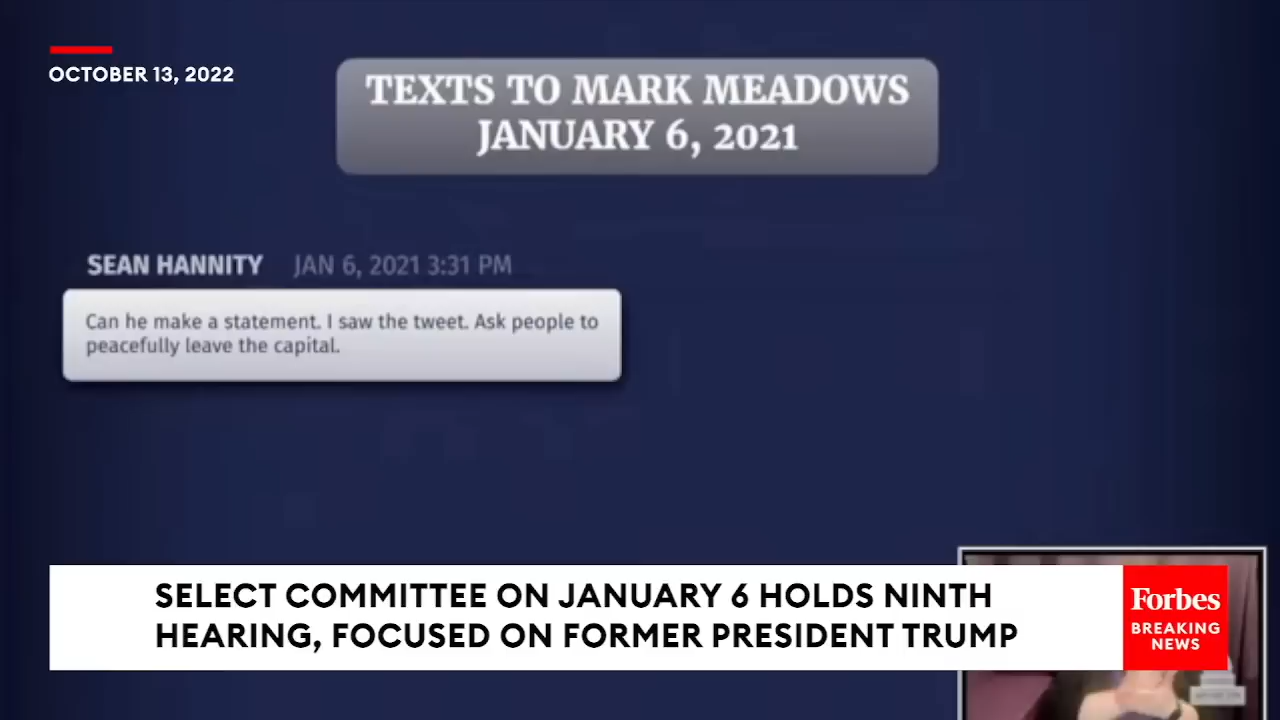 OCTOBER 13, 2022
TEXTS TO MARK MEADOWS
JANUARY 6, 2021
SEAN HANNITY JAN 6, 2021 3:31 PM
Can he make a statement. I saw the tweet. Ask people to
peacefully leave the capital.
SELECT COMMITTEE ON JANUARY 6 HOLDS NINTH
HEARING, FOCUSED ON FORMER PRESIDENT TRUMP
Forbes
BREAKING
NEWS